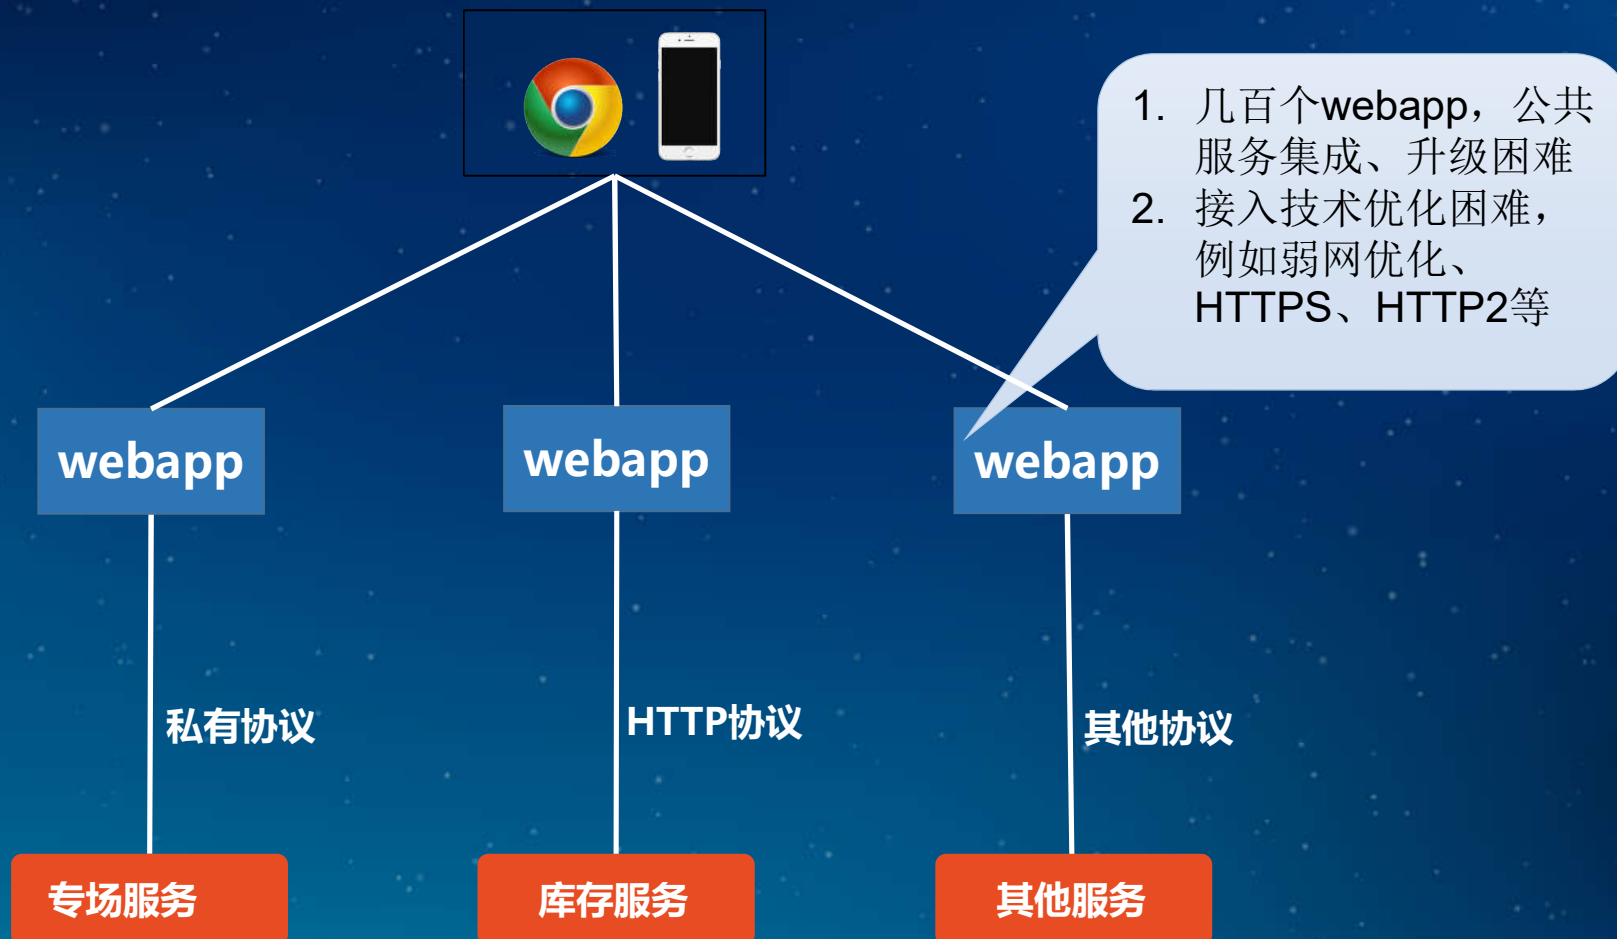 1. 几百个webapp，公共
服务集成、升级困难
2. 接入技术优化困难，
例如弱网优化、
HTTPS、HTTP2等
webapp
webapp
webapp
私有协议
HTTP协议
其他协议
专场服务
库存服务
其他服务